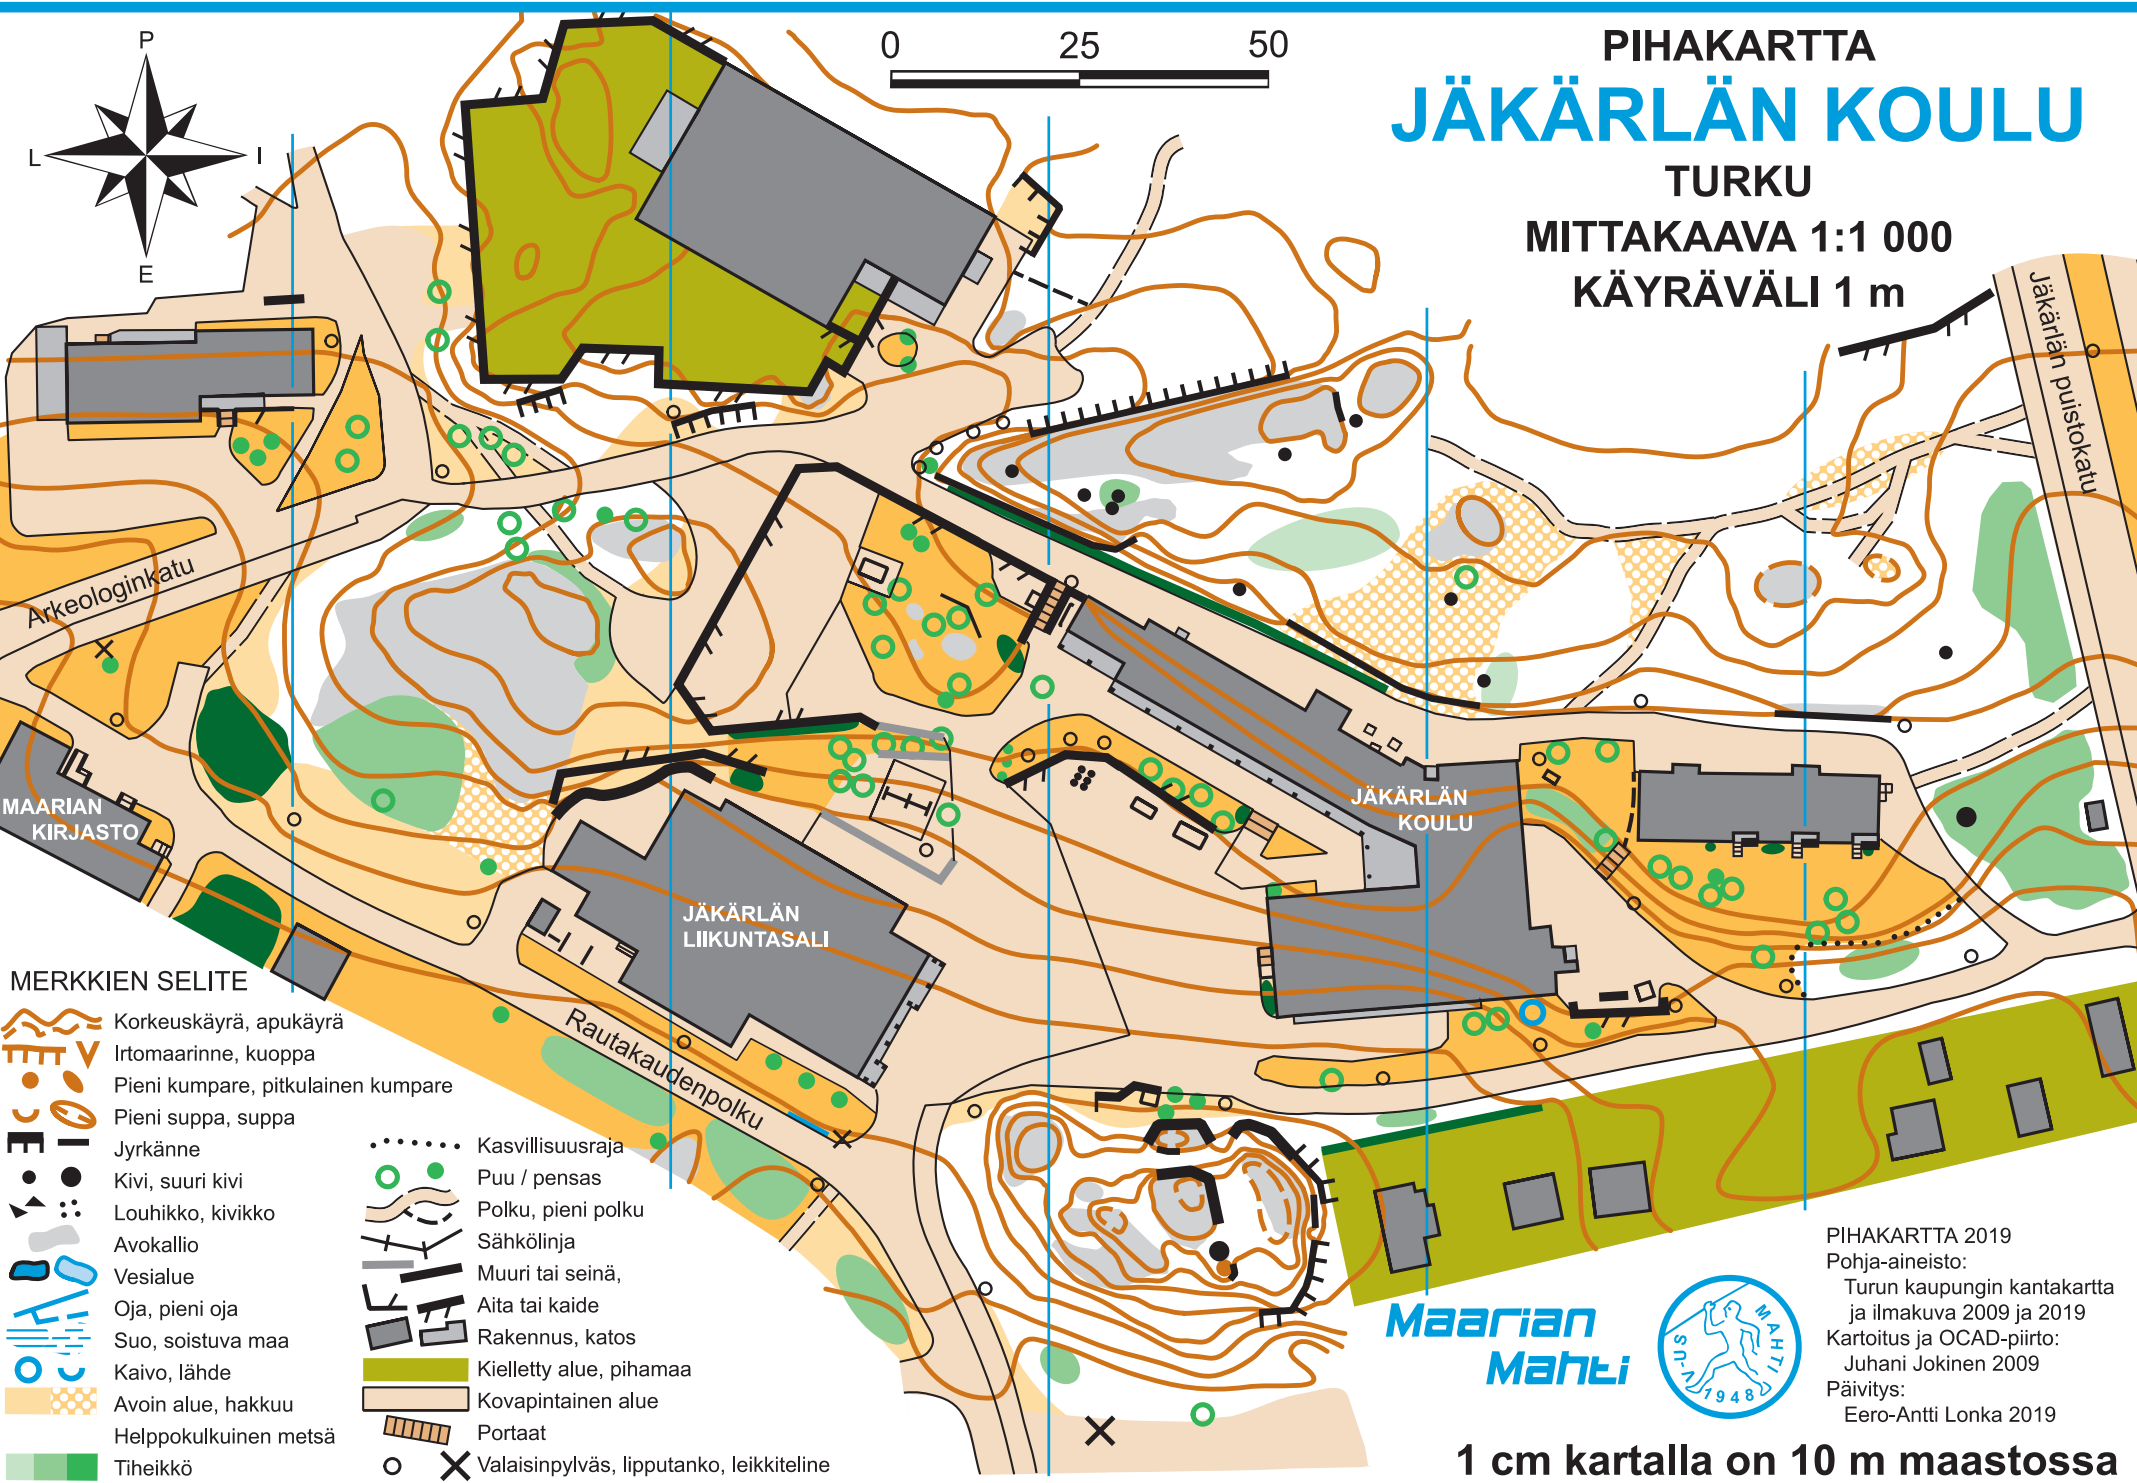 P
L
I
E
0 25 50
PIHAKARTTA
JÄKÄRLÄN KOULU
TURKU
MITTAKAAVA 1:1 000
KÄYRÄVÄLI 1 m
Jäkärlän puistokatu
Arkeologinkatu
MAARIAN
KIRJASTO
JÄKÄRLÄN
KOULU
JÄKÄRLÄN
LIIKUNTASALI
Rautakaudenpolku
MERKKIEN SELITE
Korkeuskäyrä, apukäyrä
Irtomaarinne, kuoppa
Pieni kumpare, pitkulainen kumpare
Pieni suppa, suppa
Jyrkänne
Kivi, suuri kivi
Louhikko, kivikko
Avokallio
Vesialue
Oja, pieni oja
Suo, soistuva maa
Kaivo, lähde
Avoin alue, hakkuu
Helppokulkuinen metsä
Tiheikkö
Kasvillisuusraja
Puu / pensas
Polku, pieni polku
Sähkölinja
Muuri tai seinä,
Aita tai kaide
Rakennus, katos
Kielletty alue, pihamaa
Kovapintainen alue
Portaat
Valaisinpylväs, lipputanko, leikkiteline
Maarian
Mahti
V-U-S MAHTI
1948
PIHAKARTTA 2019
Pohja-aineisto:
Turun kaupungin kantakartta
ja ilmakuva 2009 ja 2019
Kartoitus ja OCAD-piirto:
Juhani Jokinen 2009
Päivitys:
Eero-Antti Lonka 2019
1 cm kartalla on 10 m maastossa